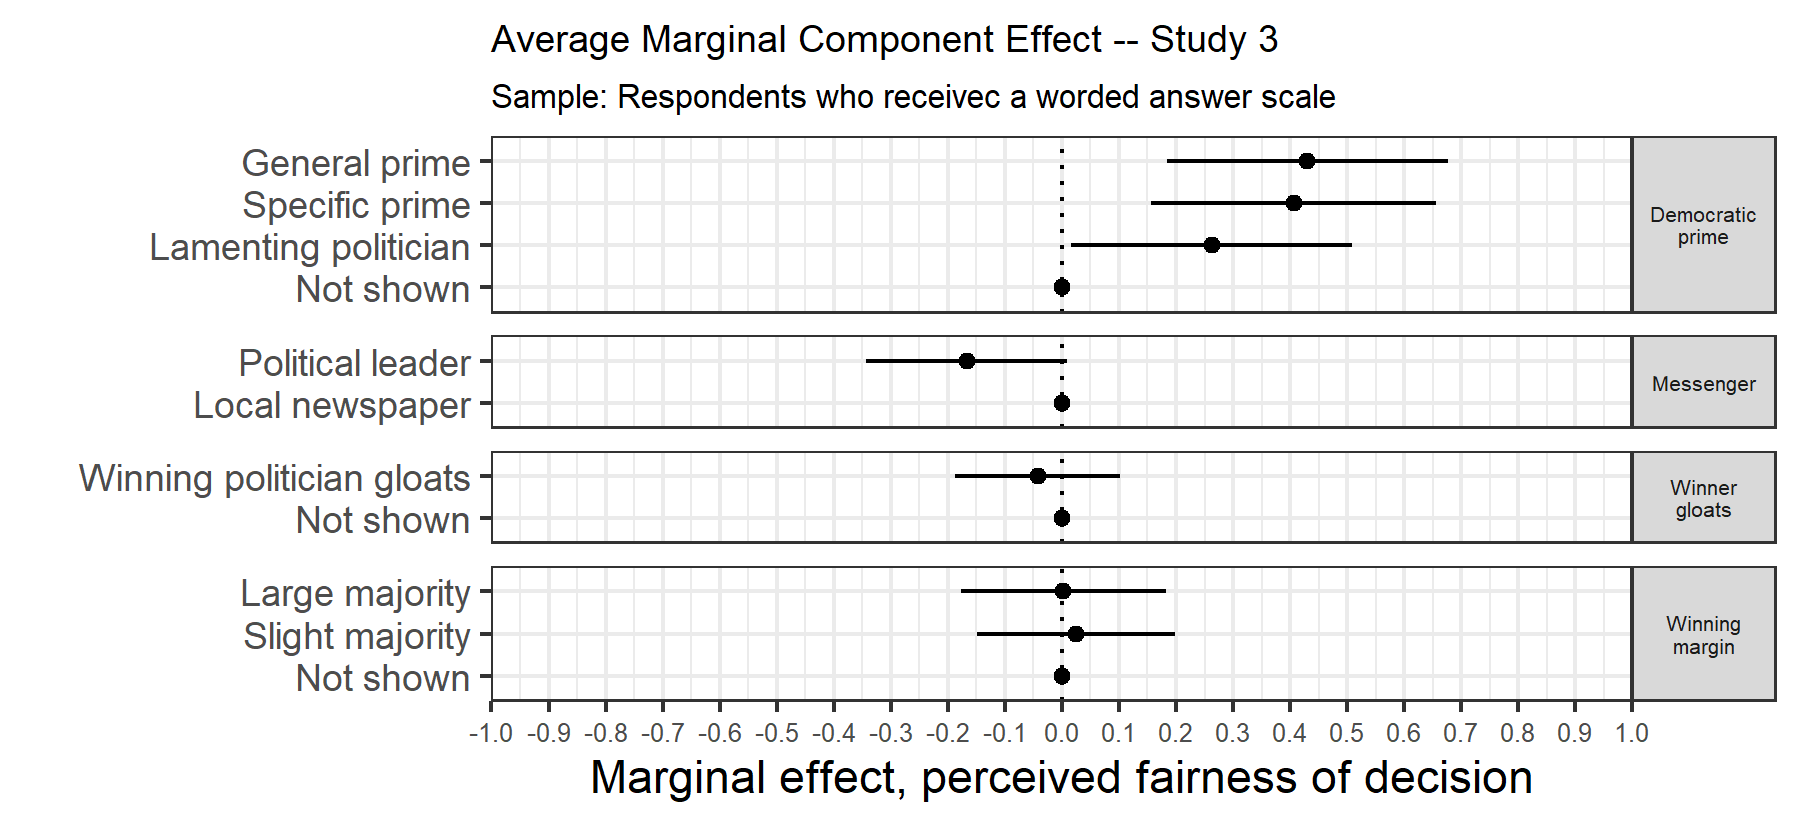 Average Marginal Component Effect -- Study 3
Sample: Respondents who receivec a worded answer scale
General prime
Specific prime
Lamenting politician
Not shown
Democratic
prime
Political leader
Local newspaper
Messenger
Winning politician gloats
Not shown
Winner
gloats
Large majority
Slight majority
Not shown
Winning
margin
-1.0 -0.9 -0.8 -0.7 -0.6 -0.5 -0.4 -0.3 -0.2 -0.1 0.0 0.1 0.2 0.3 0.4 0.5 0.6 0.7 0.8 0.9 1.0
Marginal effect, perceived fairness of decision